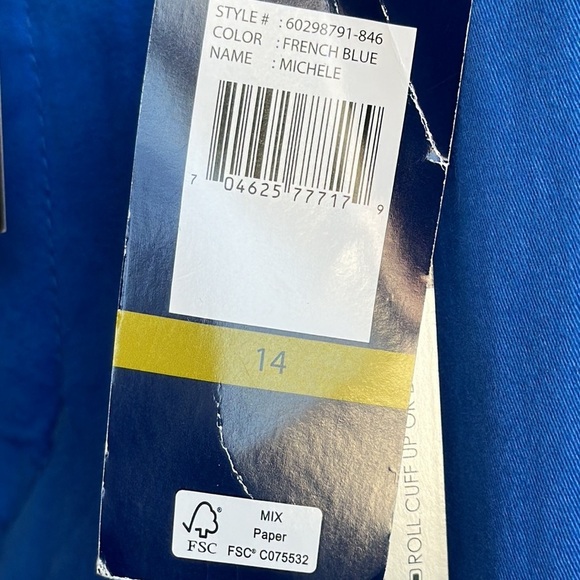 STYLE # : 60298791-846
COLOR : FRENCH BLUE
NAME : MICHELE
7 04625 77717 9
14
ROLL CUFF UP OR
MIX
Paper
FSC
FSC® C075532